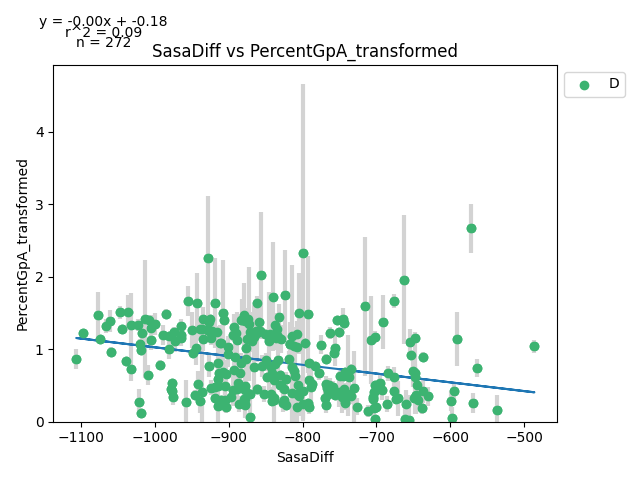 y = -0.00x + -0.18
r^2 = 0.09
n = 272
SasaDiff vs PercentGpA_transformed
D
PercentGpA_transformed
4
3
2
1
0
−1100 −1000 −900 −800 −700 −600 −500
SasaDiff